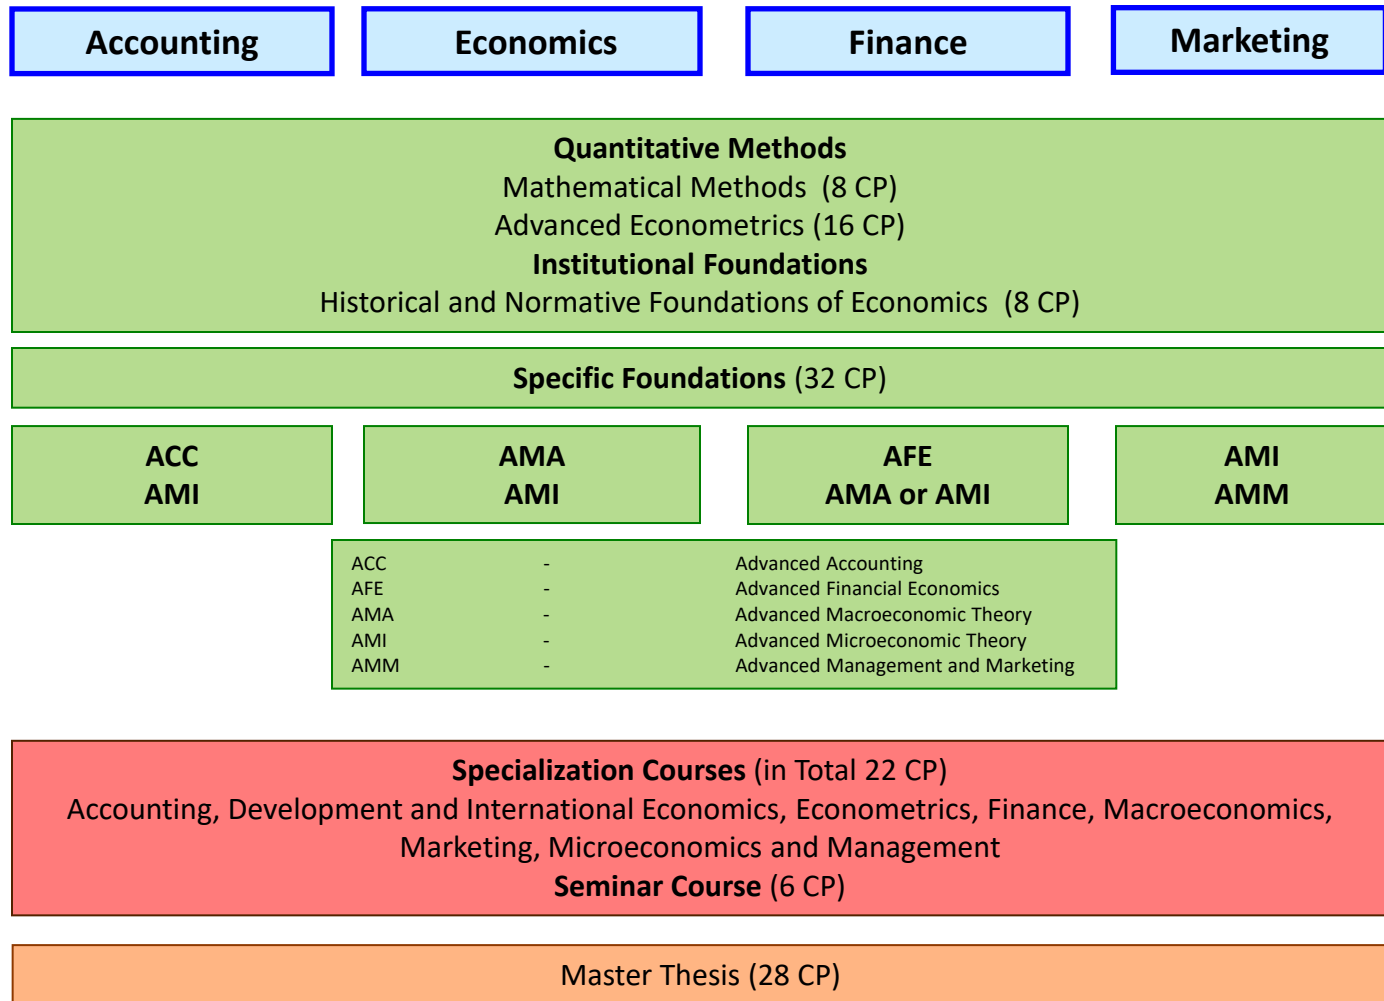 Accounting
Economics
Finance
Marketing
Quantitative Methods
Mathematical Methods (8 CP)
Advanced Econometrics (16 CP)
Institutional Foundations
Historical and Normative Foundations of Economics (8 CP)
Specific Foundations (32 CP)
ACC
AMI
AMA
AMI
AFE
AMA or AMI
AMI
AMM
ACC - Advanced Accounting
AFE - Advanced Financial Economics
AMA - Advanced Macroeconomic Theory
AMI - Advanced Microeconomic Theory
AMM - Advanced Management and Marketing
Specialization Courses (in Total 22 CP)
Accounting, Development and International Economics, Econometrics, Finance, Macroeconomics,
Marketing, Microeconomics and Management
Seminar Course (6 CP)
Master Thesis (28 CP)